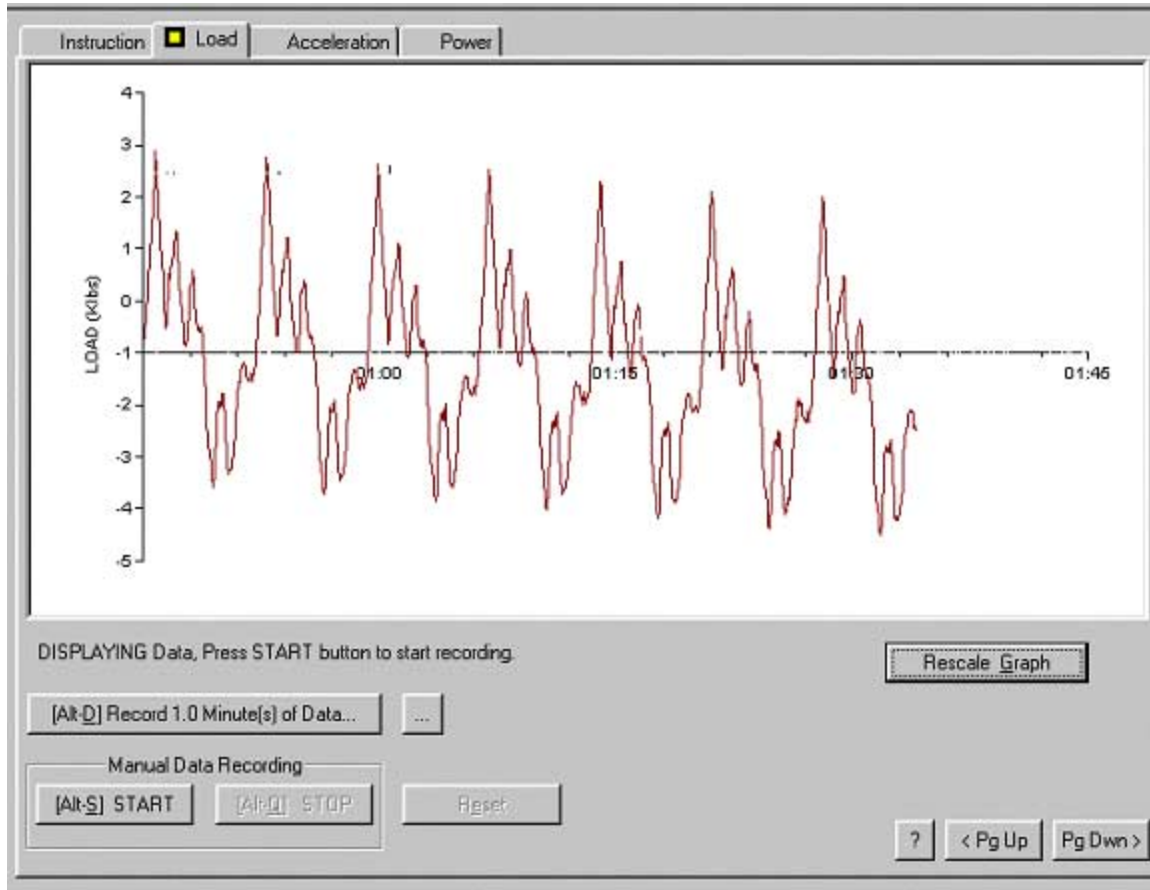 Instruction Load Acceleration Power
4
3
2
1
0
-1
-2
-3
-4
-5
LOAD (Klbs)
01:00 01:15 01:30 01:45
DISPLAYING Data, Press START button to start recording.
Rescale Graph
[Alt-D] Record 1.0 Minute(s) of Data... ...
Manual Data Recording
[Alt-S] START [Alt-Q] STOP Reset
? < Pg Up Pg Dwn >